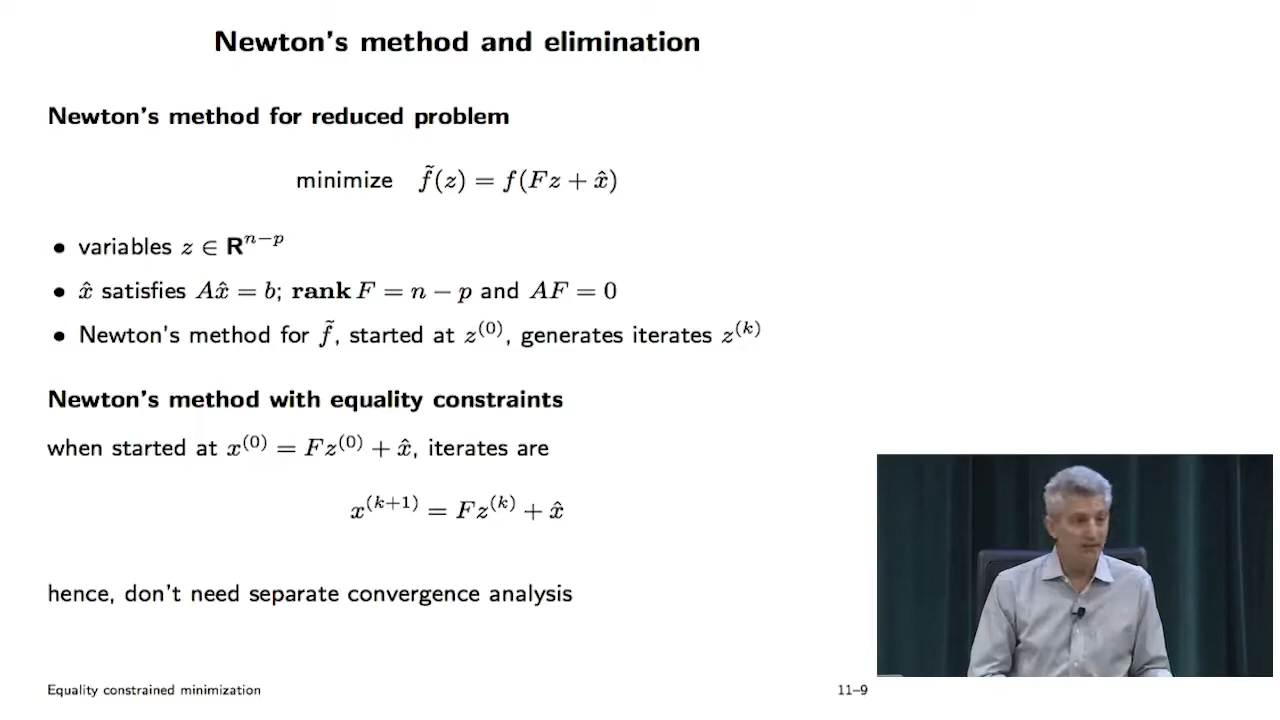 Newton's method and elimination
Newton's method for reduced problem
minimize f̃(z) = f(Fz + x̂)
• variables z ∈ R^{n−p}
• x̂ satisfies Ax̂ = b; rank F = n − p and AF = 0
• Newton's method for f̃, started at z^{(0)}, generates iterates z^{(k)}
Newton's method with equality constraints
when started at x^{(0)} = Fz^{(0)} + x̂, iterates are
x^{(k+1)} = Fz^{(k)} + x̂
hence, don't need separate convergence analysis
Equality constrained minimization 11–9